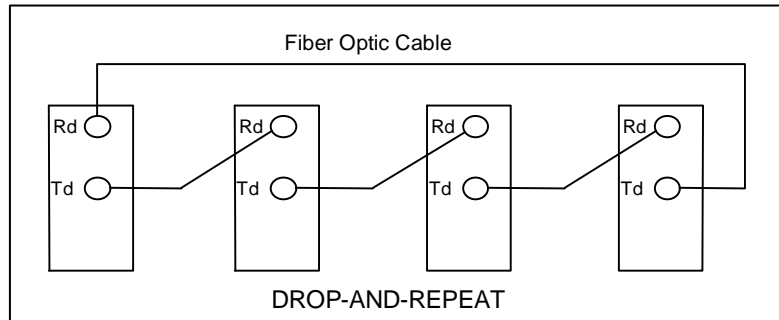 Fiber Optic Cable
Rd Rd Rd Rd
Td Td Td Td
DROP-AND-REPEAT